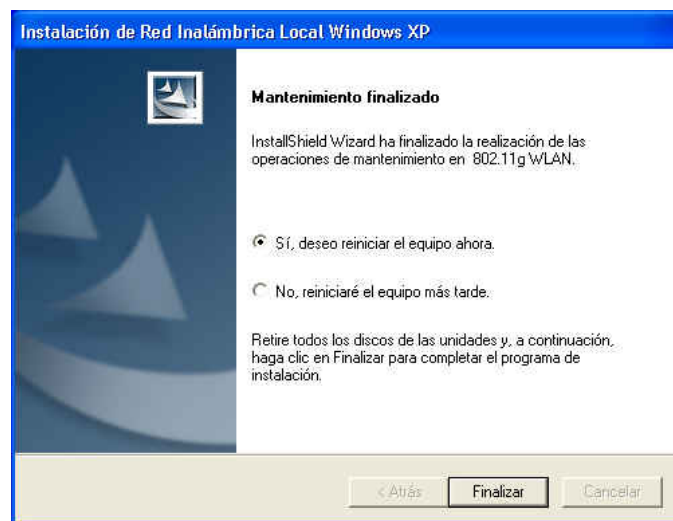 Instalación de Red Inalámbrica Local Windows XP
Mantenimiento finalizado
InstallShield Wizard ha finalizado la realización de las
operaciones de mantenimiento en 802.11g WLAN.
Sí, deseo reiniciar el equipo ahora.
No, reiniciaré el equipo más tarde.
Retire todos los discos de las unidades y, a continuación,
haga clic en Finalizar para completar el programa de
instalación.
< Atrás Finalizar Cancelar